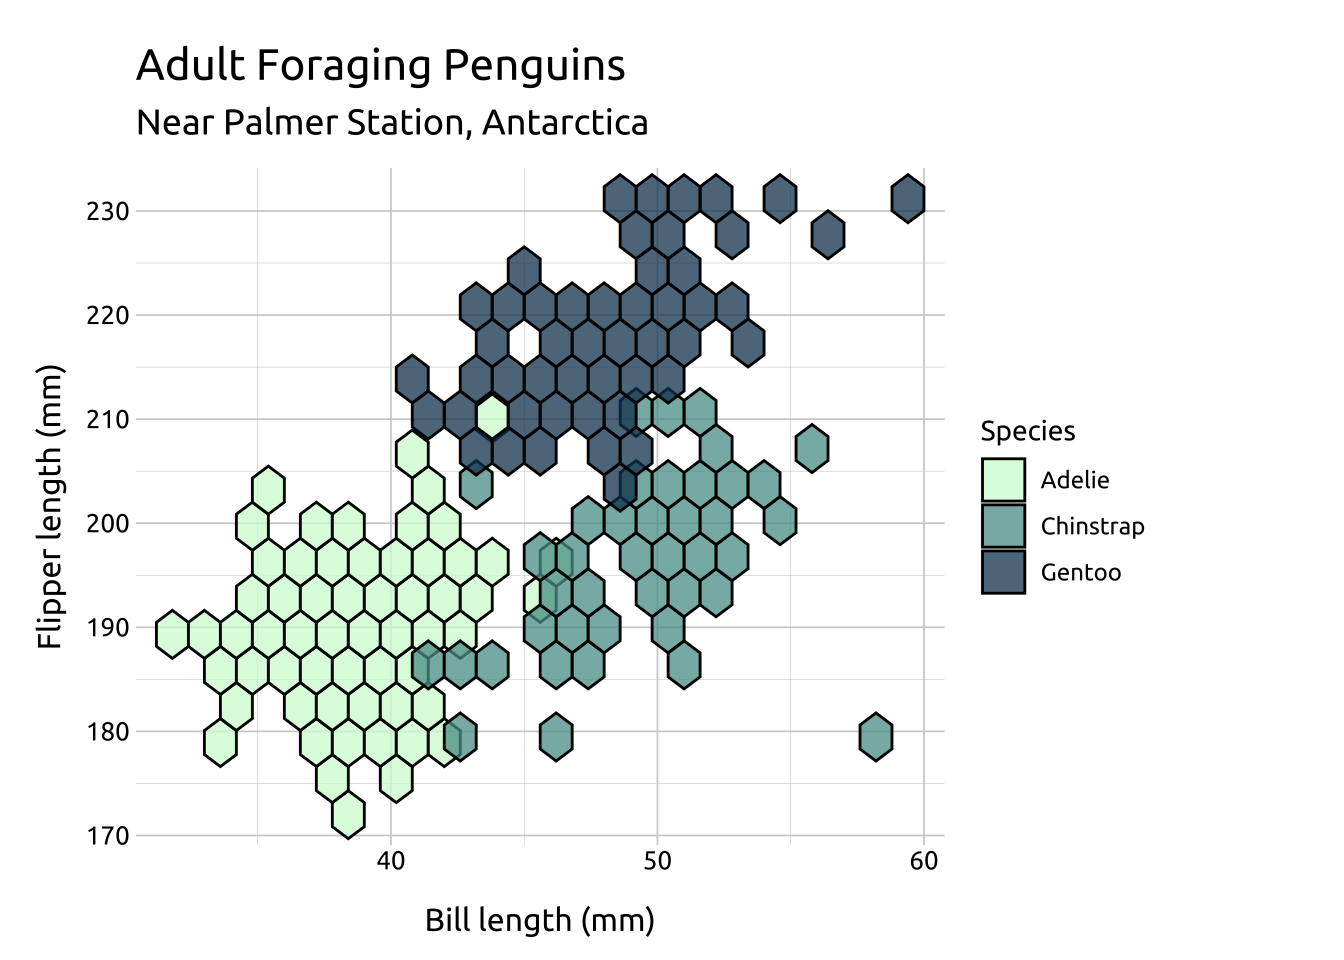 Adult Foraging Penguins
Near Palmer Station, Antarctica
Flipper length (mm)
230
220
210
200
190
180
170
40 50 60
Bill length (mm)
Species
Adelie
Chinstrap
Gentoo